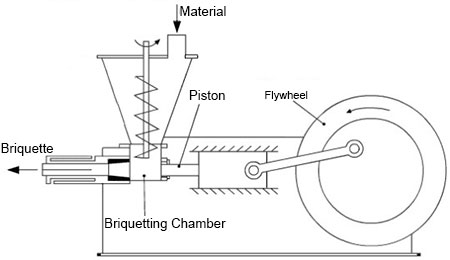 Material
Piston
Flywheel
Briquette
Briquetting Chamber